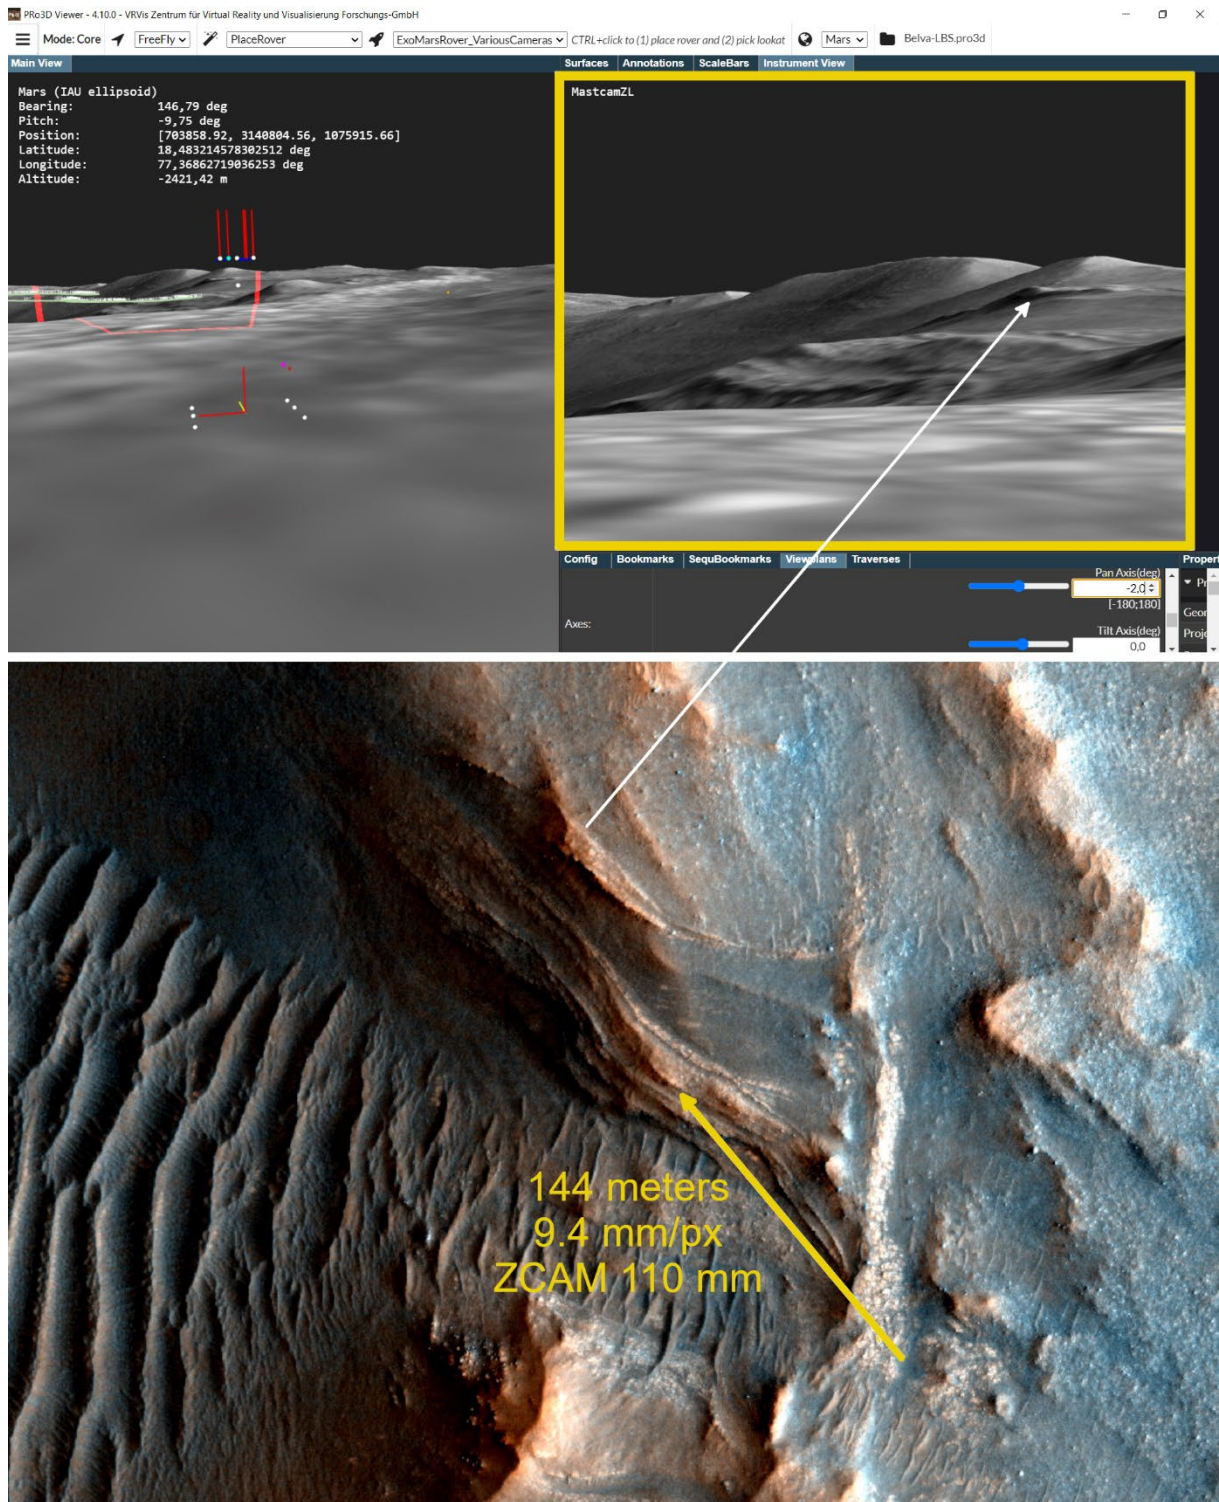 PRo3D Viewer - 4.10.0 - VRVis Zentrum für Virtual Reality und Visualisierung Forschungs-GmbH
Mode: Core FreeFly PlaceRover ExoMarsRover_VariousCameras CTRL+click to (1) place rover and (2) pick lookat Mars Belva-LBS.pro3d
Main View
Mars (IAU ellipsoid)
Bearing: 146,79 deg
Pitch: -9,75 deg
Position: [703858.92, 3140804.56, 1075915.66]
Latitude: 18,483214578302512 deg
Longitude: 77,36862719036253 deg
Altitude: -2421,42 m
Surfaces Annotations ScaleBars Instrument View
MastcamZL
Config Bookmarks SequBookmarks Viewplans Traverses
Axes:
Pan Axis(deg)
-2,0
[-180;180]
Tilt Axis(deg)
0,0
Propert
Pr
Geor
Proje
144 meters
9.4 mm/px
ZCAM 110 mm